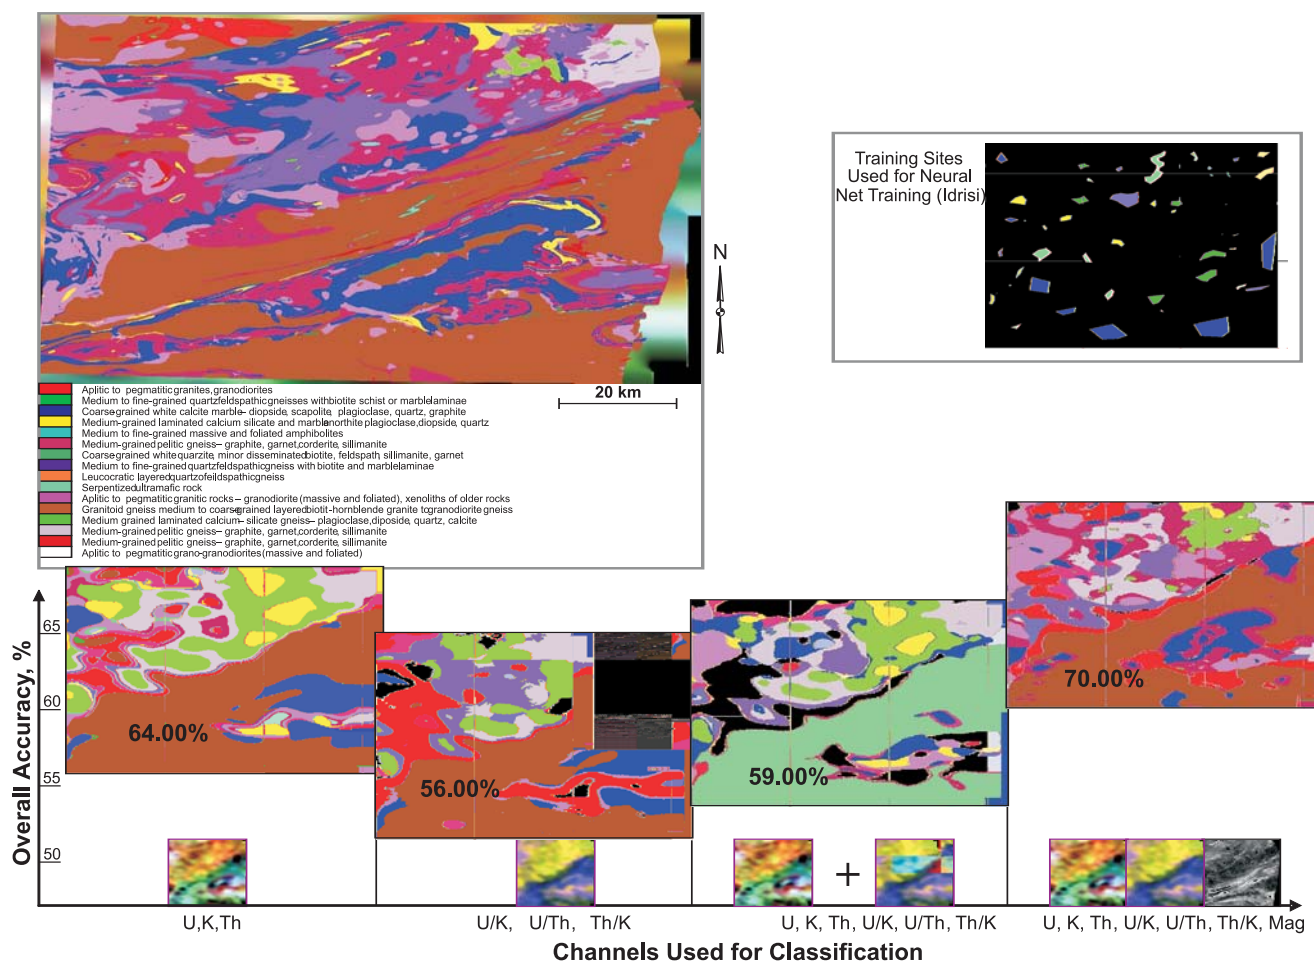 Training Sites
Used for Neural
Net Training (Idrisi)
N
20 km
Aplitic to pegmatitic granites, granodiorites
Medium to fine-grained quartzfeldspathic gneisses with biotite schist or marble laminae
Coarse-grained white calcite marble – diopside, scapolite, plagioclase, quartz, graphite
Medium-grained laminated calcium silicate and marble anorthite plagioclase, diopside, quartz
Medium to fine-grained massive and foliated amphibolites
Medium-grained pelitic gneiss – graphite, garnet, corderite, sillimanite
Coarse-grained white quarzite, minor disseminated biotite, feldspath, sillimanite, garnet
Medium to fine-grained quartz feldspathic gneiss with biotite and marble laminae
Leucocratic layered quartzofeildspathic gneiss
Serpentized ultramafic rock
Aplitic to pegmatitic granitic rocks – granodiorite (massive and foliated), xenoliths of older rocks
Granitoid gneiss medium to coarse-grained layered biotit-hornblende granite to granodiorite gneiss
Medium grained laminated calcium – silicate gneiss – plagioclase, diposide, quartz, calcite
Medium-grained pelitic gneiss – graphite, garnet, corderite, sillimanite
Medium-grained pelitic gneiss – graphite, garnet, corderite, sillimanite
Aplitic to pegmatitic grano-granodiorites (massive and foliated)
Overall Accuracy, %
65
60
55
50
64.00%
56.00%
59.00%
70.00%
+
U,K,Th
U/K, U/Th, Th/K
U, K, Th, U/K, U/Th, Th/K
U, K, Th, U/K, U/Th, Th/K, Mag
Channels Used for Classification